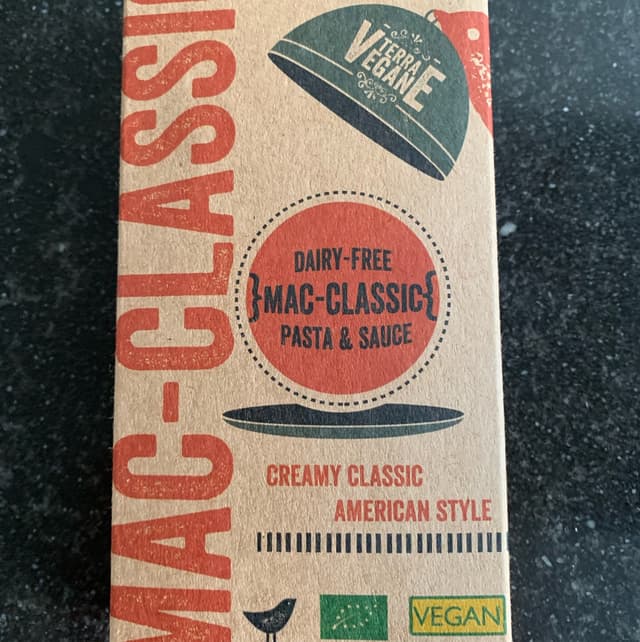 MAC-CLASSIC
TERRA
VEGANE
DAIRY-FREE
}MAC-CLASSIC{
PASTA & SAUCE
CREAMY CLASSIC
AMERICAN STYLE
VEGAN